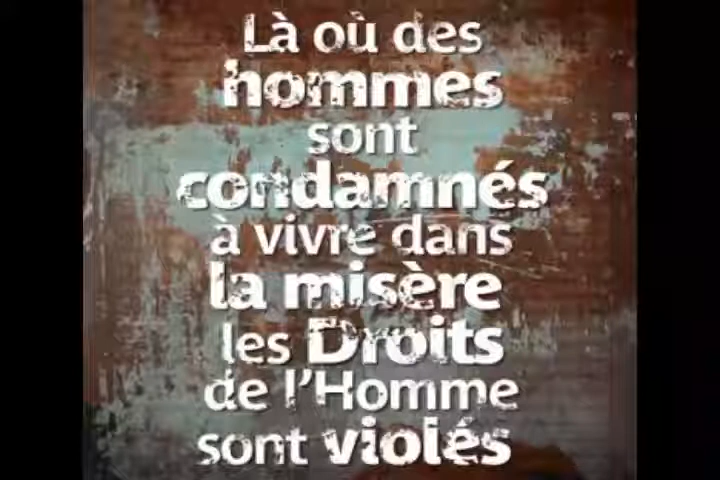 Là où des
hommes
sont
condamnés
à vivre dans
la misère
les Droits
de l'Homme
sont violés